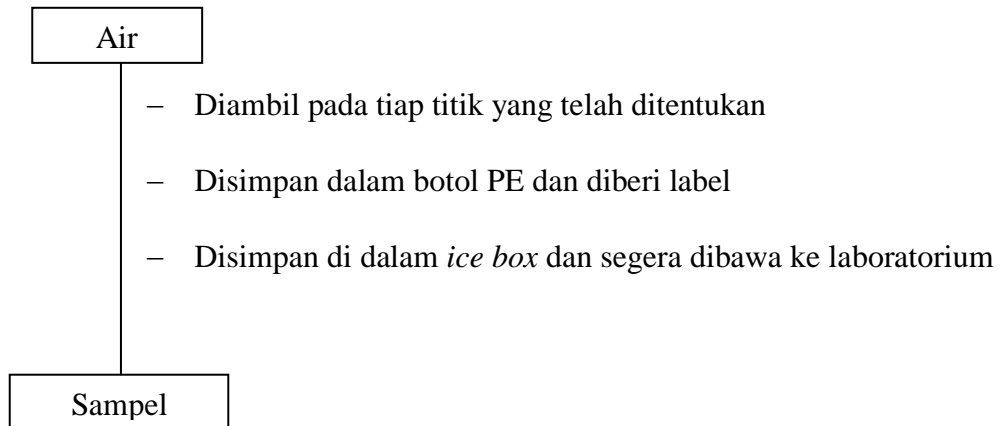 Air
– Diambil pada tiap titik yang telah ditentukan
– Disimpan dalam botol PE dan diberi label
– Disimpan di dalam ice box dan segera dibawa ke laboratorium
Sampel